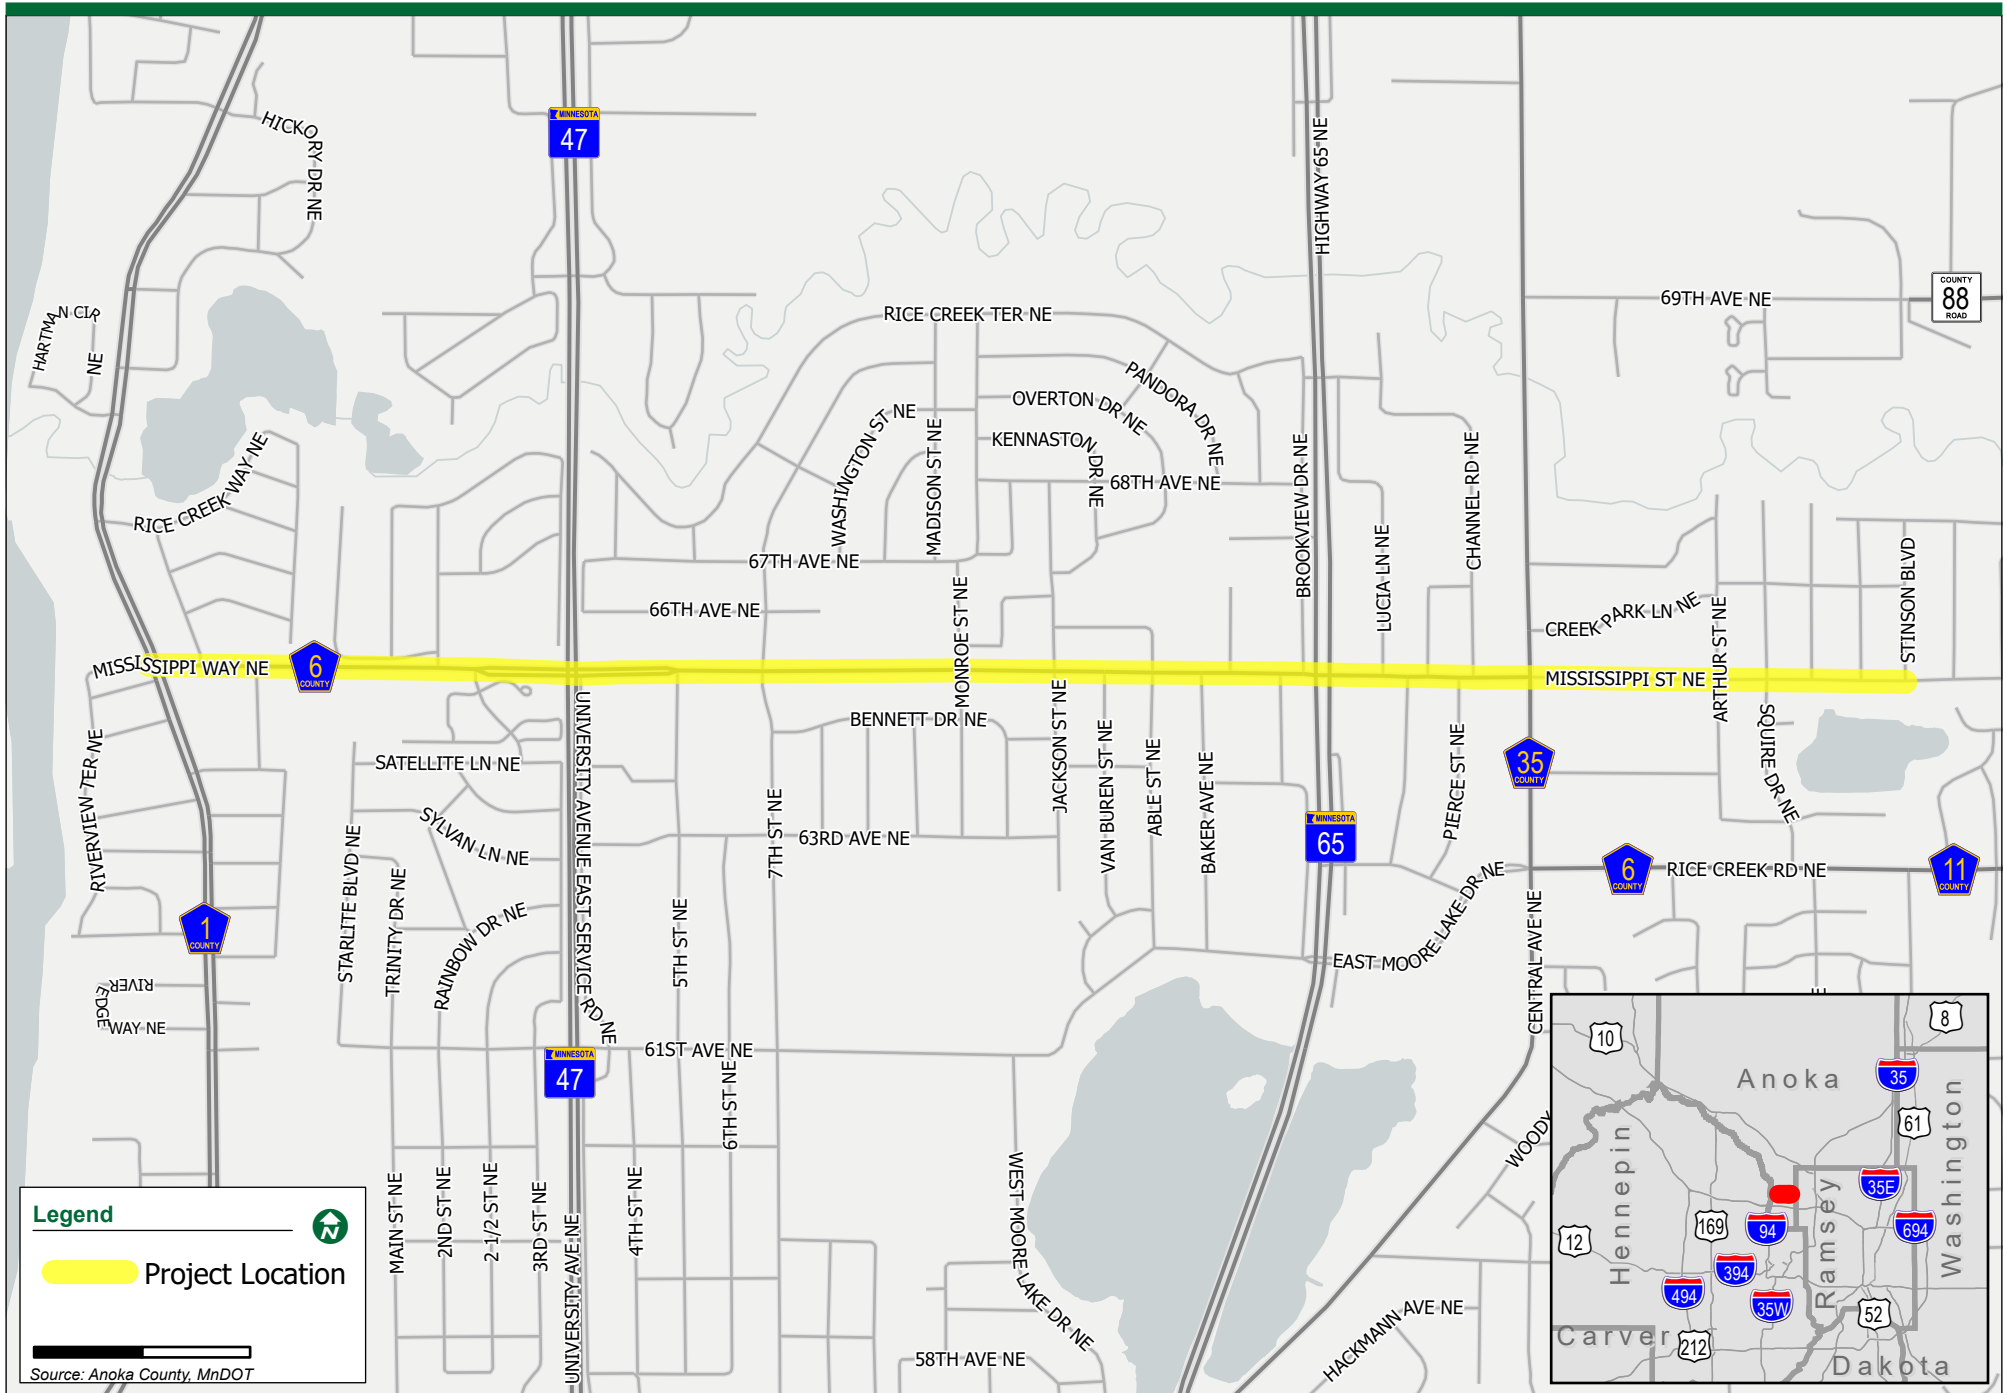 HICKORY DR NE
MINNESOTA
47
HIGHWAY 65 NE
69TH AVE NE
COUNTY
88
ROAD
HARTMAN CIR
NE
RICE CREEK TER NE
PANDORA DR NE
OVERTON DR NE
WASHINGTON ST NE
MADISON ST NE
KENNASTON DR NE
68TH AVE NE
BROOKVIEW DR NE
CHANNEL RD NE
RICE CREEK WAY NE
LUCIA LN NE
STINSON BLVD
67TH AVE NE
66TH AVE NE
MONROE ST NE
CREEK PARK LN NE
ARTHUR ST NE
MISSISSIPPI WAY NE
6
COUNTY
MISSISSIPPI ST NE
UNIVERSITY AVENUE EAST SERVICE RD NE
BENNETT DR NE
JACKSON ST NE
VAN BUREN ST NE
ABLE ST NE
BAKER AVE NE
PIERCE ST NE
35
COUNTY
SQUIRE DR NE
RIVERVIEW TER NE
SATELLITE LN NE
SYLVAN LN NE
7TH ST NE
63RD AVE NE
MINNESOTA
65
6
COUNTY
RICE CREEK RD NE
11
COUNTY
STARLITE BLVD NE
TRINITY DR NE
RAINBOW DR NE
5TH ST NE
EAST MOORE LAKE DR NE
CENTRAL AVE NE
1
COUNTY
RIVER
EDGE
WAY NE
E
61ST AVE NE
MINNESOTA
47
6TH ST NE
WOODY
MAIN ST NE
2ND ST NE
2 1/2 ST NE
3RD ST NE
UNIVERSITY AVE NE
4TH ST NE
WEST MOORE LAKE DR NE
58TH AVE NE
HACKMANN AVE NE
Legend
N
Project Location
Source: Anoka County, MnDOT
10
8
Anoka
35
61
Hennepin
Washington
35E
Ramsey
169
94
694
12
394
494
35W
52
Carver
212
Dakota